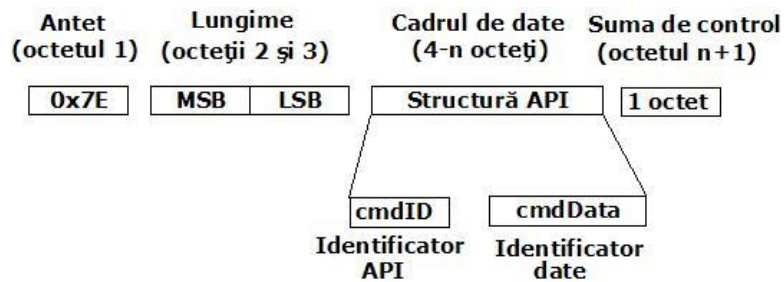 Antet
(octetul 1)
Lungime
(octeţii 2 şi 3)
Cadrul de date
(4-n octeţi)
Suma de control
(octetul n+1)
0x7E
MSB
LSB
Structură API
1 octet
cmdID
cmdData
Identificator
API
Identificator
date